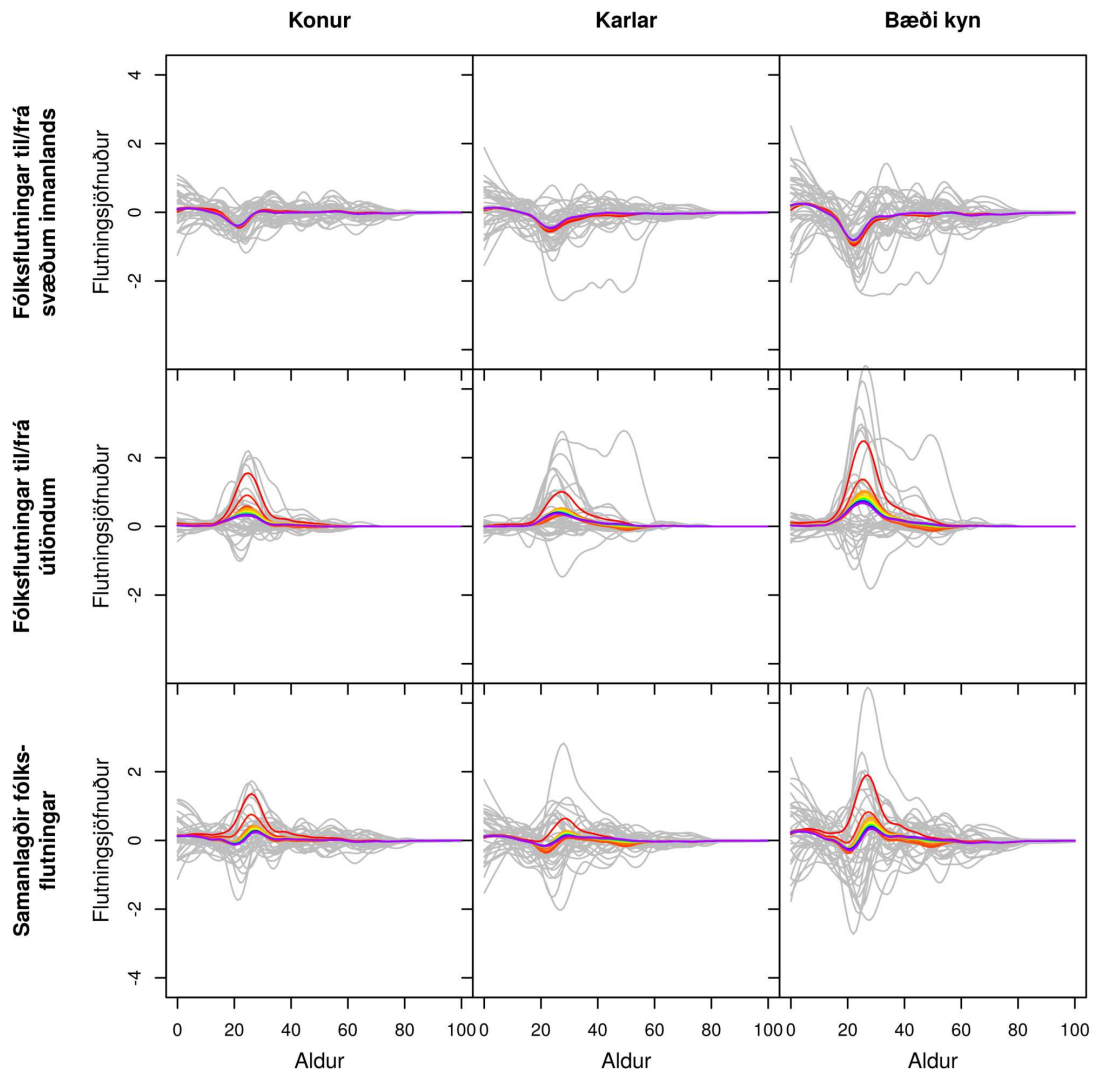 Konur Karlar Bæði kyn
Fólksflutningar til/frá
svæðum innanlands
Flutningsjöfnuður
4
2
0
-2
Fólksflutningar til/frá
útlöndum
Flutningsjöfnuður
2
0
-2
Samanlagðir fólks-
flutningar
Flutningsjöfnuður
2
0
-2
-4
0 20 40 60 80 100 0 20 40 60 80 100 0 20 40 60 80 100
Aldur Aldur Aldur